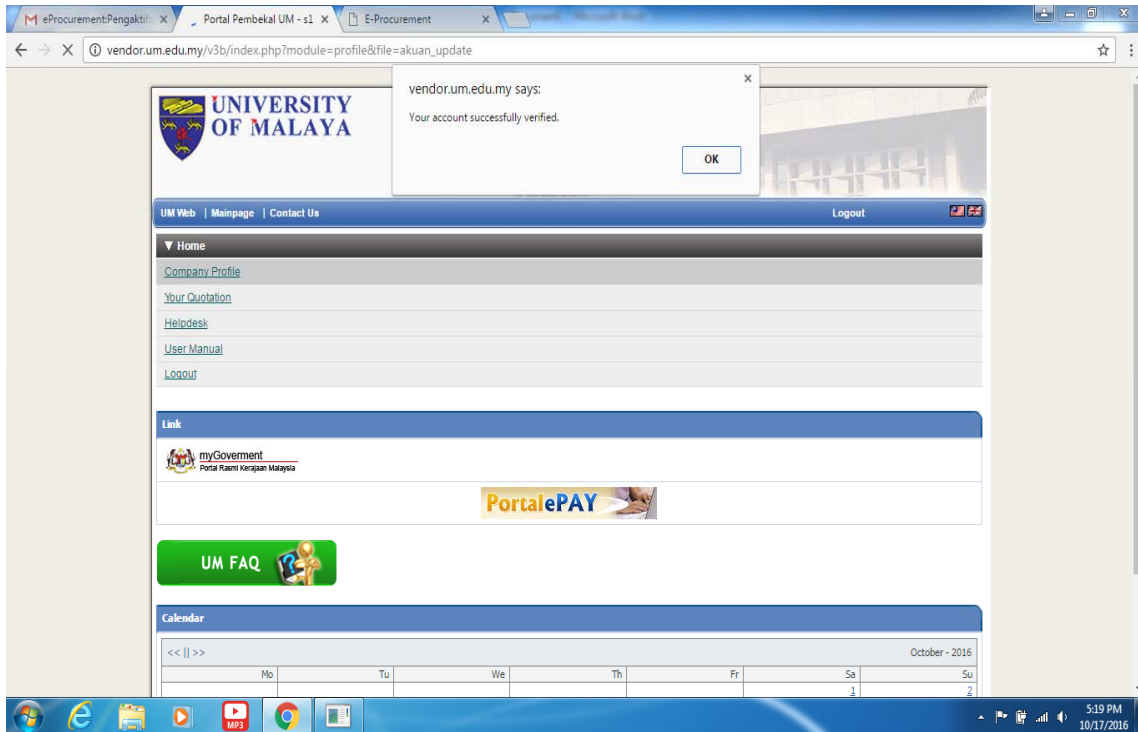 eProcurement:Pengaktif
Portal Pembekal UM - s1
E-Procurement
vendor.um.edu.my/v3b/index.php?module=profile&file=akuan_update
UNIVERSITY
OF MALAYA
vendor.um.edu.my says:
Your account successfully verified.
OK
UM Web | Mainpage | Contact Us
Logout
▼ Home
Company Profile
Your Quotation
Helpdesk
User Manual
Logout
Link
myGoverment
Portal Rasmi Kerajaan Malaysia
PortalePAY
UM FAQ
Calendar
<< || >>
October - 2016
Mo Tu We Th Fr Sa Su
1 2
MP3
5:19 PM
10/17/2016